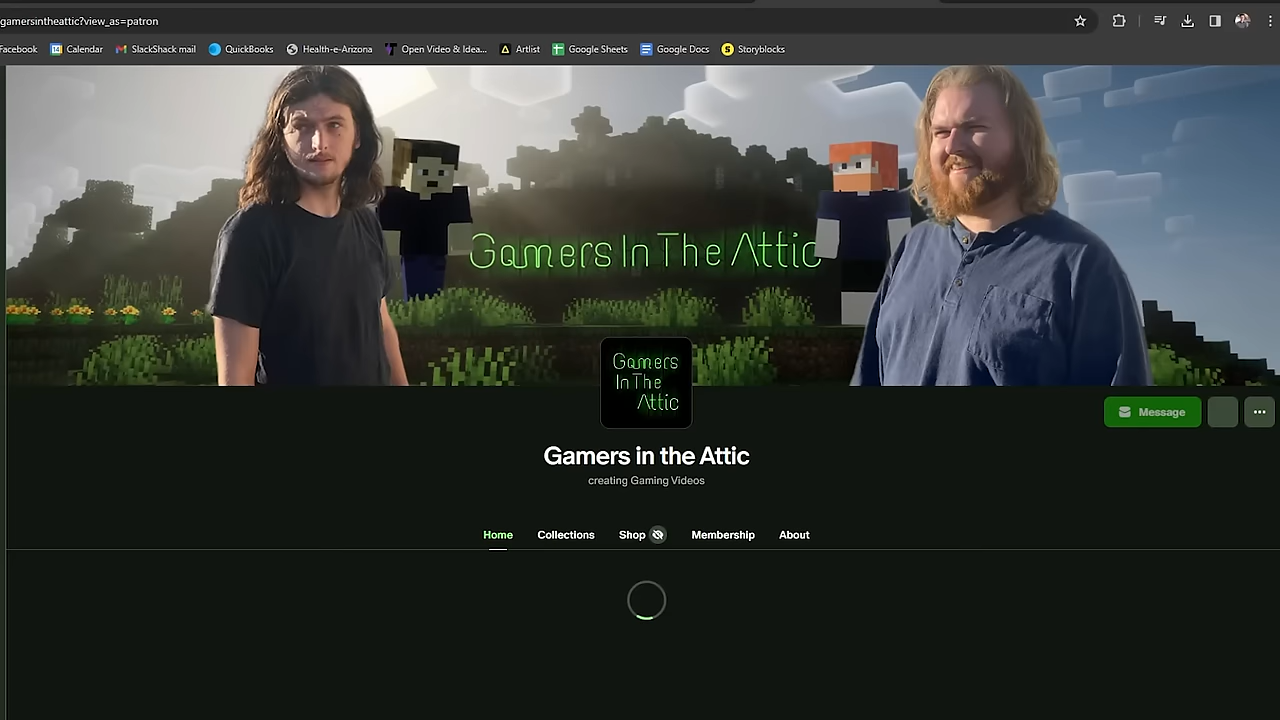 gamersintheattic?view_as=patron
Facebook Calendar SlackShack mail QuickBooks Health-e-Arizona Open Video & Idea... Artlist Google Sheets Google Docs Storyblocks
Gamers In The Attic
Gamers
In The
Attic
Message
Gamers in the Attic
creating Gaming Videos
Home Collections Shop Membership About